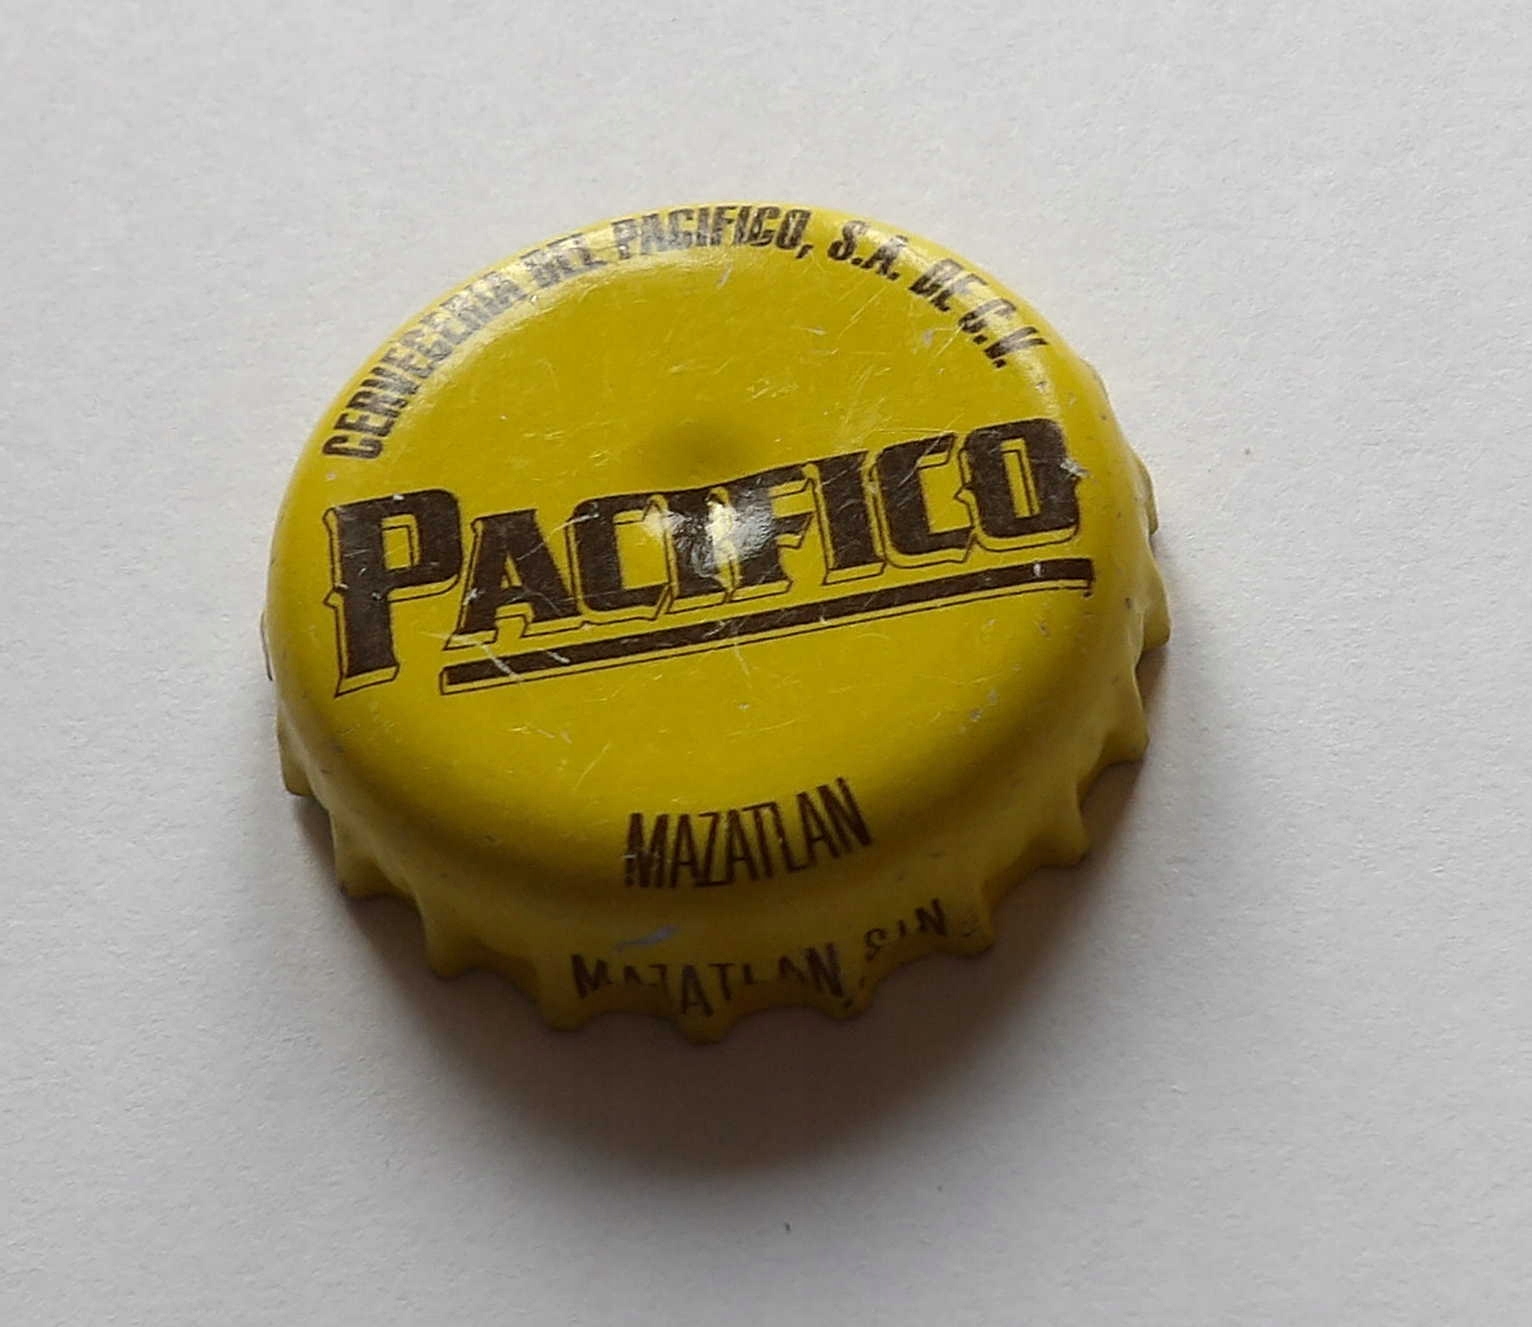 CERVECERIA DEL PACIFICO, S.A. DE C.V.
PACIFICO
MAZATLAN
MAZATLAN, SIN.